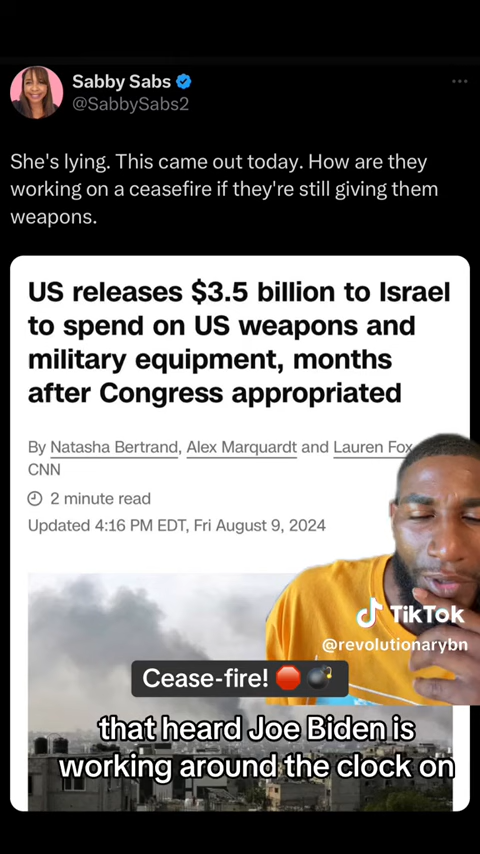 Sabby Sabs
@SabbySabs2
She's lying. This came out today. How are they
working on a ceasefire if they're still giving them
weapons.
US releases $3.5 billion to Israel
to spend on US weapons and
military equipment, months
after Congress appropriated
By Natasha Bertrand, Alex Marquardt and Lauren Fox
CNN
2 minute read
Updated 4:16 PM EDT, Fri August 9, 2024
TikTok
@revolutionarybn
Cease-fire! 🛑 💣
that heard Joe Biden is
working around the clock on